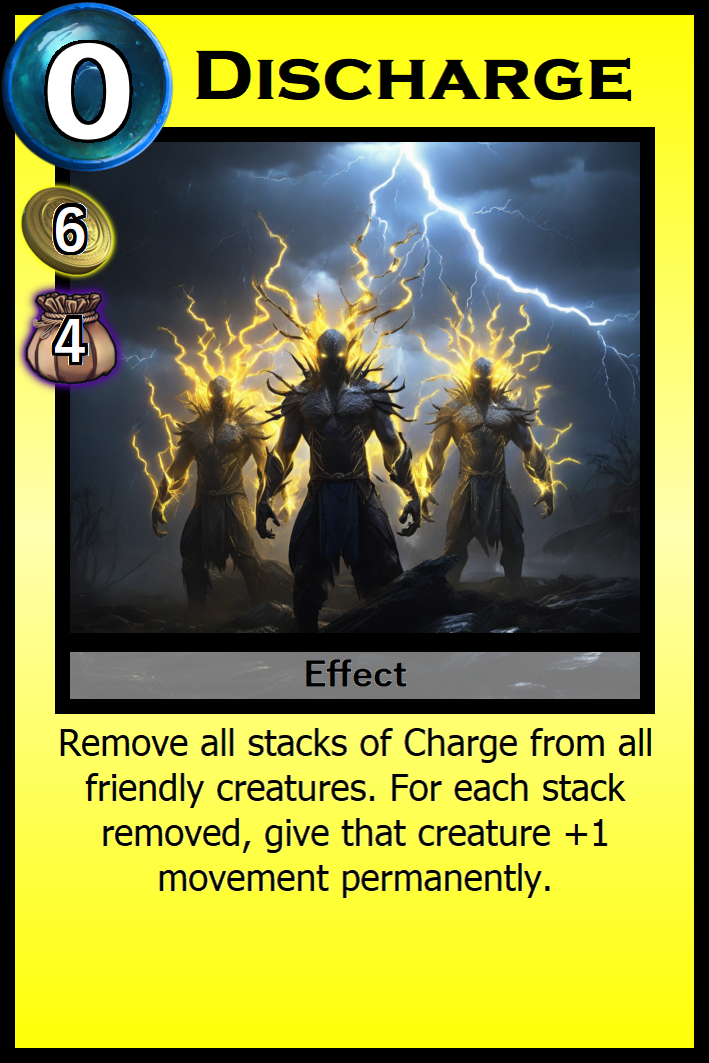 0
DISCHARGE
6
4
Effect
Remove all stacks of Charge from all
friendly creatures. For each stack
removed, give that creature +1
movement permanently.